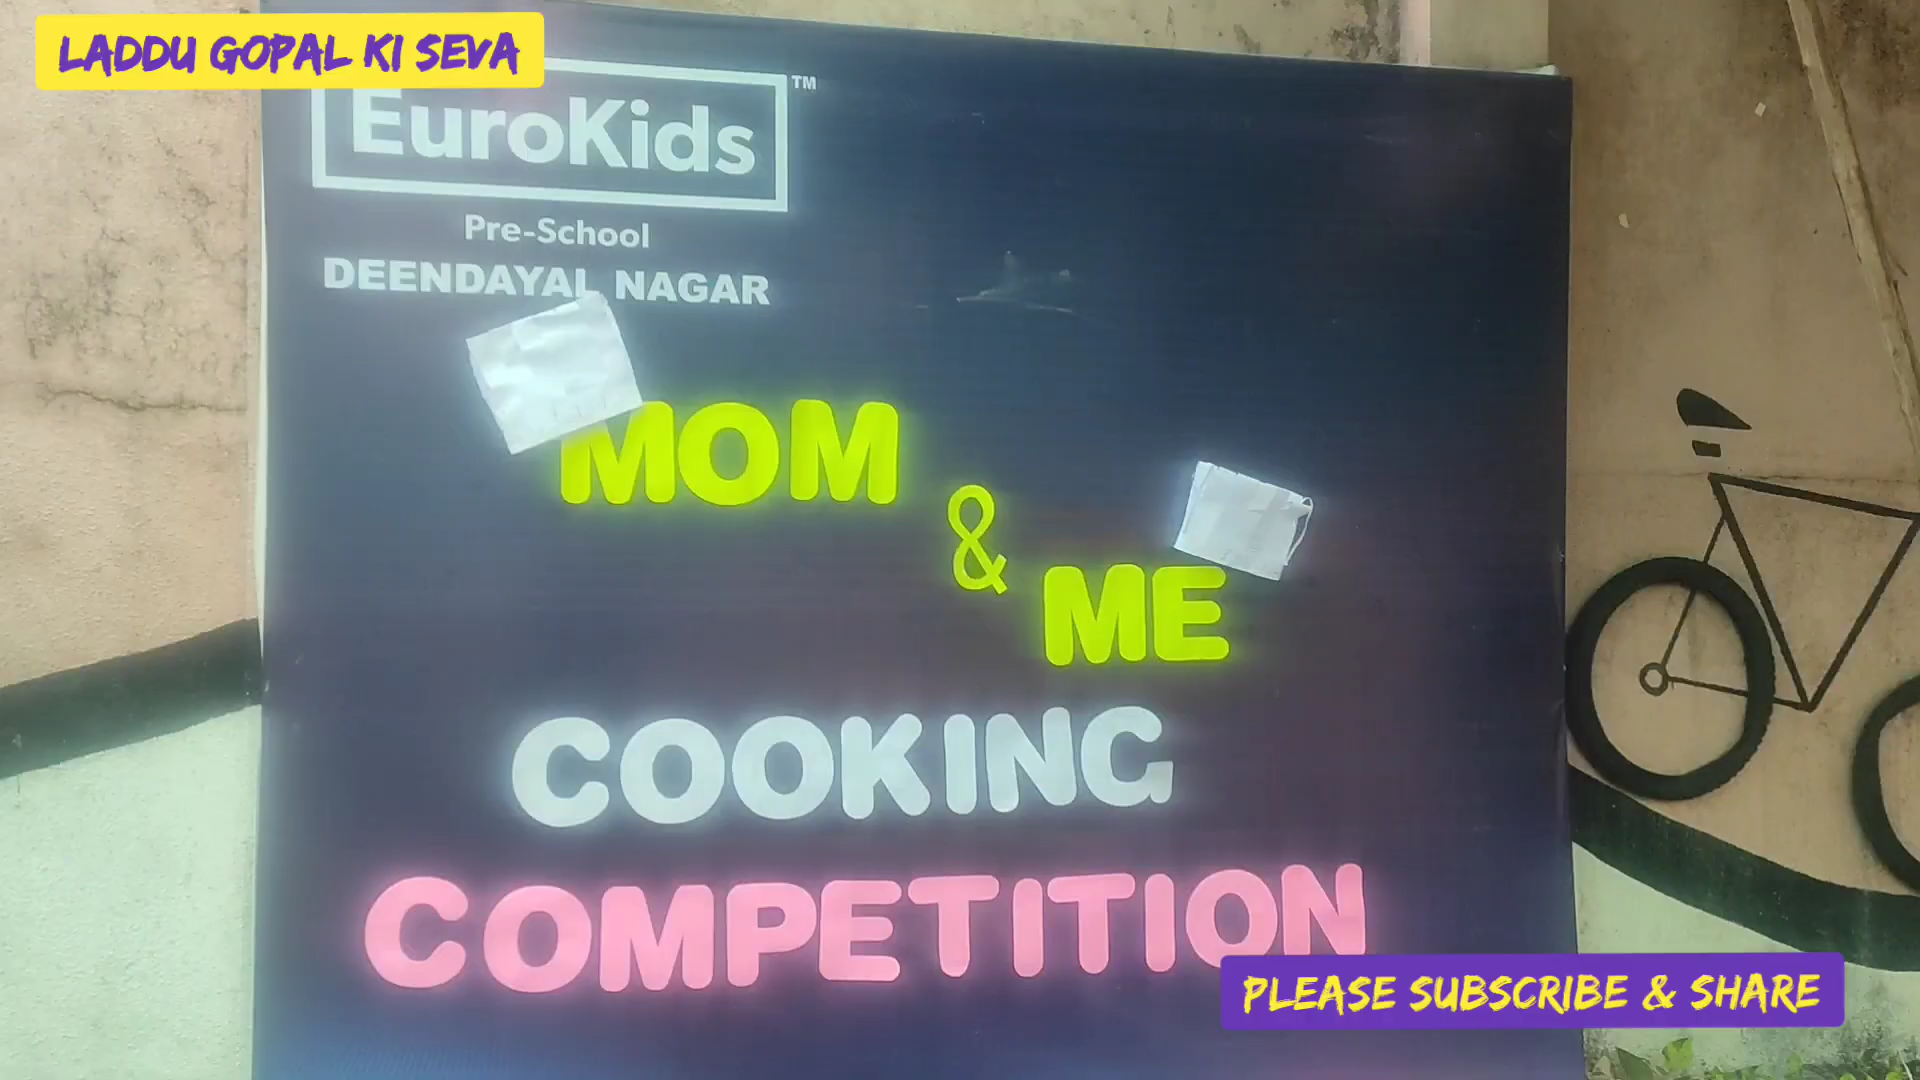 LADDU GOPAL KI SEVA
EuroKids
TM
Pre-School
DEENDAYAL NAGAR
MOM
&
ME
COOKING
COMPETITION
PLEASE SUBSCRIBE & SHARE